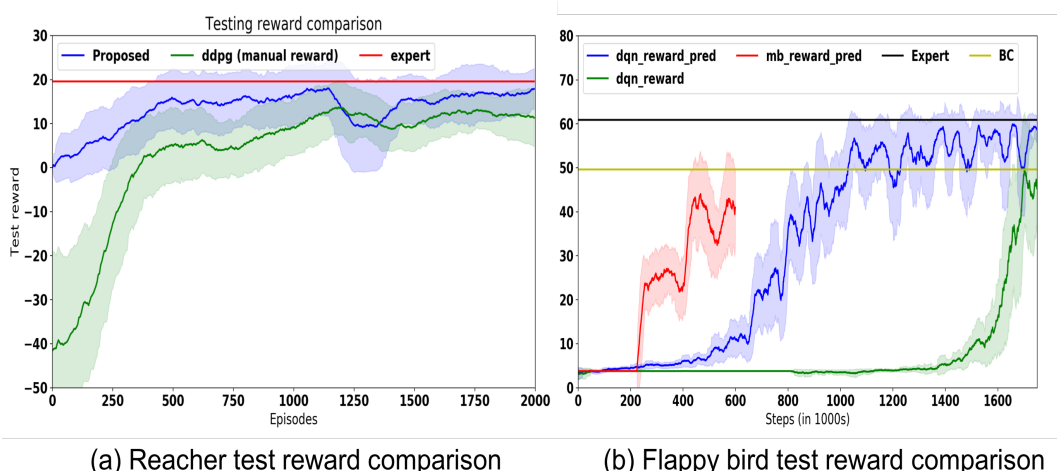 Testing reward comparison
Proposed ddpg (manual reward) expert
30
20
10
0
−10
−20
−30
−40
−50
Test reward
0 250 500 750 1000 1250 1500 1750 2000
Episodes
(a) Reacher test reward comparison
dqn_reward_pred mb_reward_pred Expert BC
dqn_reward
80
70
60
50
40
30
20
10
0
0 200 400 600 800 1000 1200 1400 1600
Steps (in 1000s)
(b) Flappy bird test reward comparison